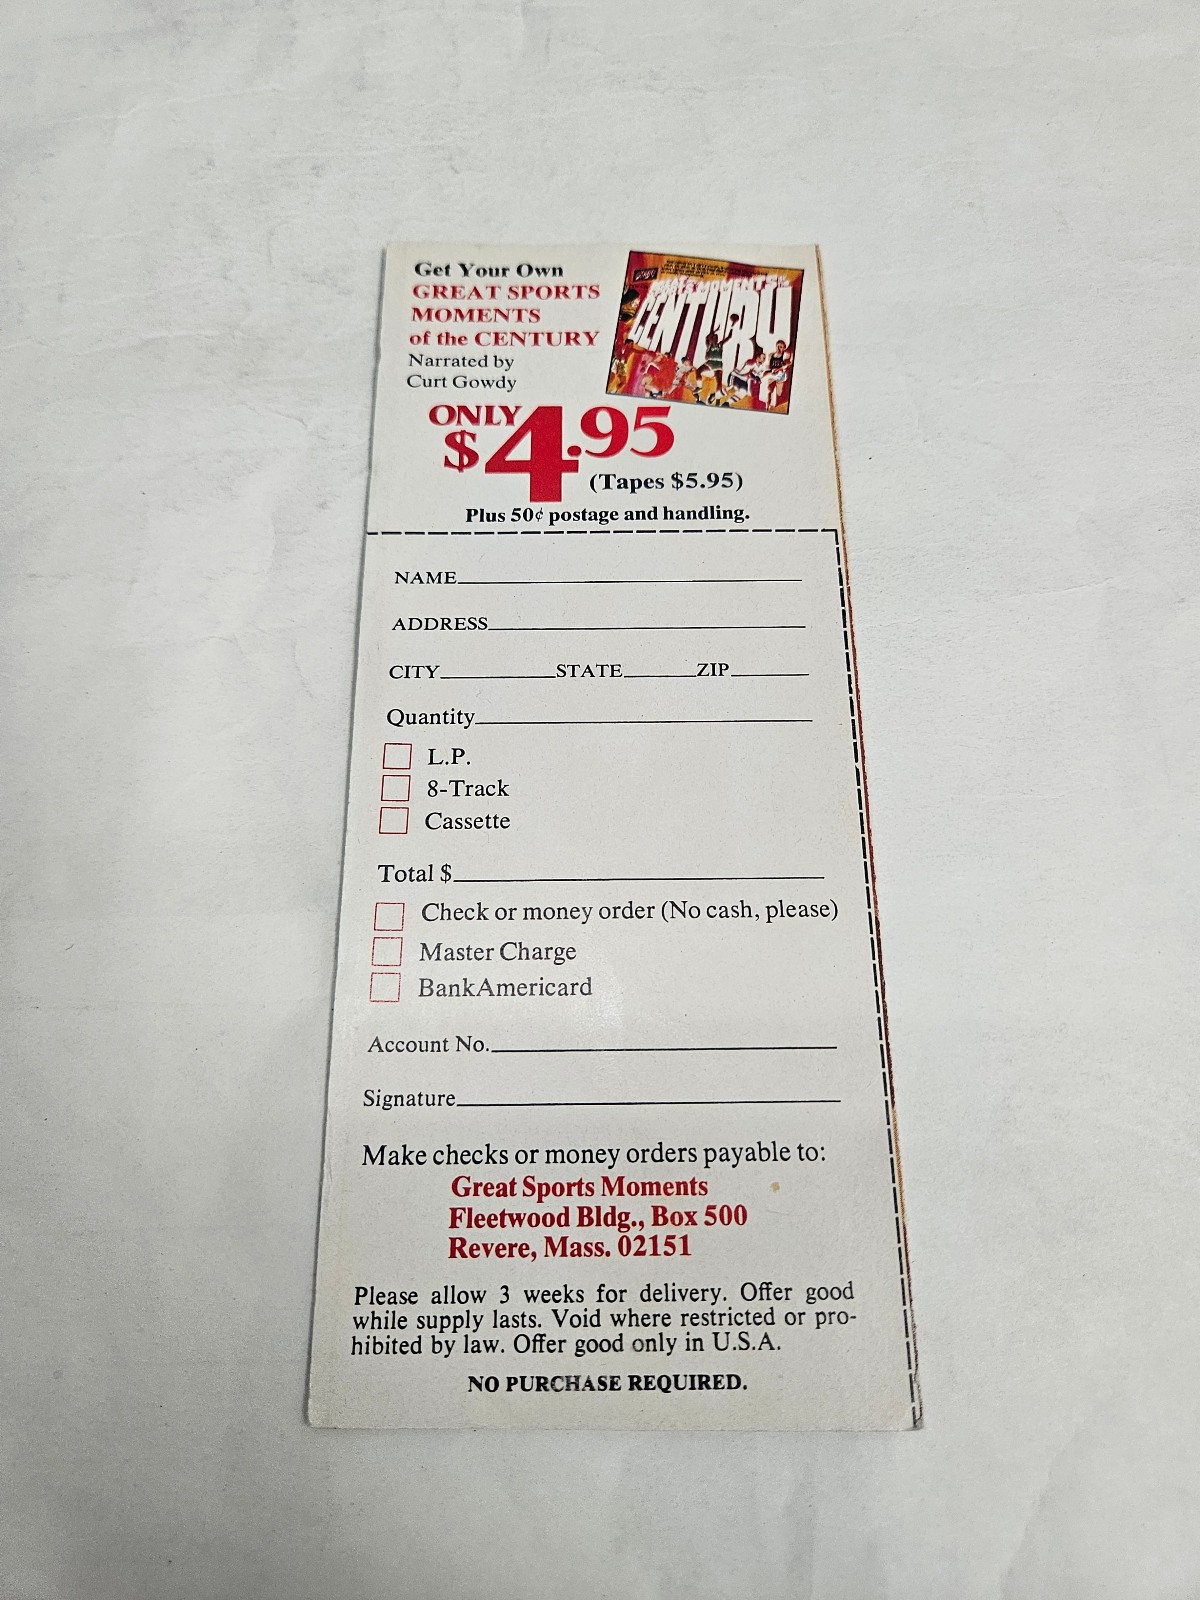 Get Your Own
GREAT SPORTS
MOMENTS
of the CENTURY
Narrated by
Curt Gowdy
MOMENTS
CENTURY
ONLY
$4.95
(Tapes $5.95)
Plus 50¢ postage and handling.
NAME
ADDRESS
CITY STATE ZIP
Quantity
L.P.
8-Track
Cassette
Total $
Check or money order (No cash, please)
Master Charge
BankAmericard
Account No.
Signature
Make checks or money orders payable to:
Great Sports Moments
Fleetwood Bldg., Box 500
Revere, Mass. 02151
Please allow 3 weeks for delivery. Offer good
while supply lasts. Void where restricted or pro-
hibited by law. Offer good only in U.S.A.
NO PURCHASE REQUIRED.